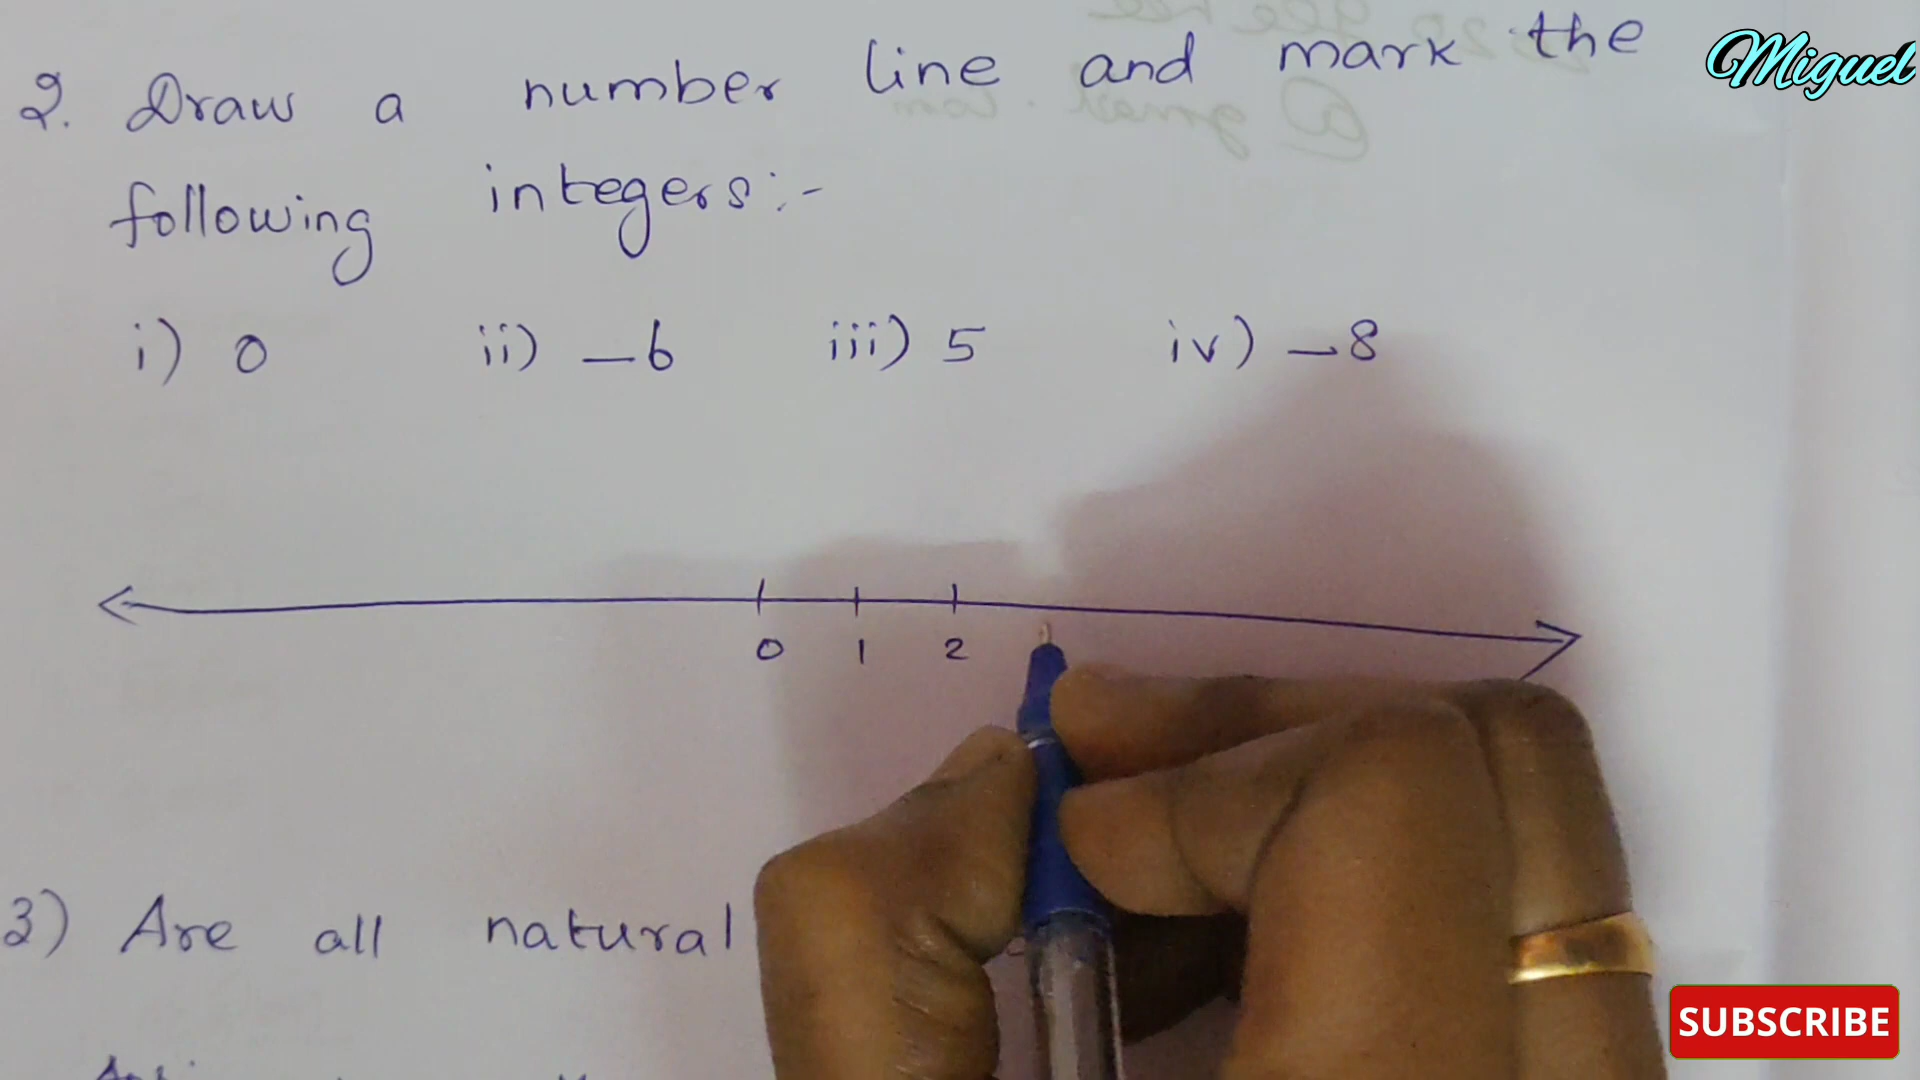 Miguel
2. Draw a number line and mark the
following integers:-
i) 0 ii) -6 iii) 5 iv) -8
0 1 2
3) Are all natural
SUBSCRIBE